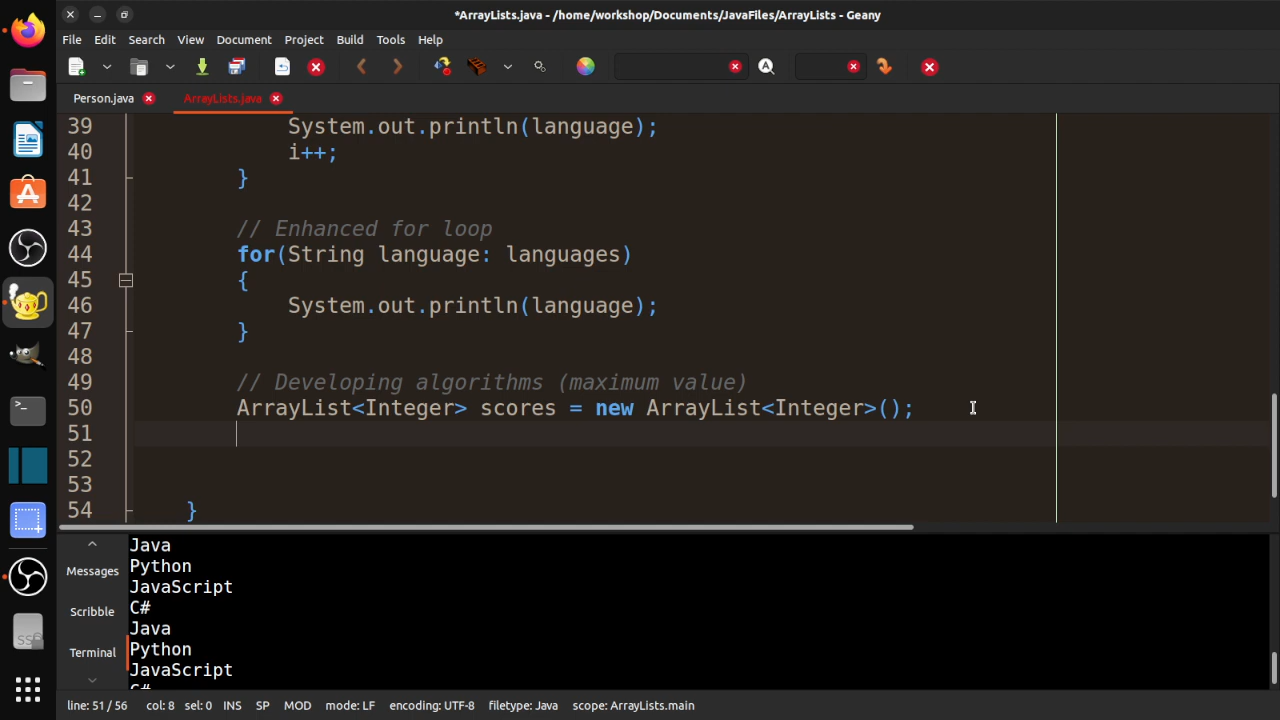 *ArrayLists.java - /home/workshop/Documents/JavaFiles/ArrayLists - Geany
File Edit Search View Document Project Build Tools Help
Person.java ArrayLists.java
39 System.out.println(language);
40 i++;
41 }
42
43 // Enhanced for loop
44 for(String language: languages)
45 {
46 System.out.println(language);
47 }
48
49 // Developing algorithms (maximum value)
50 ArrayList<Integer> scores = new ArrayList<Integer>();
51
52
53
54 }
Messages
Scribble
Terminal
Java
Python
JavaScript
C#
Java
Python
JavaScript
C#
line: 51 / 56 col: 8 sel: 0 INS SP MOD mode: LF encoding: UTF-8 filetype: Java scope: ArrayLists.main